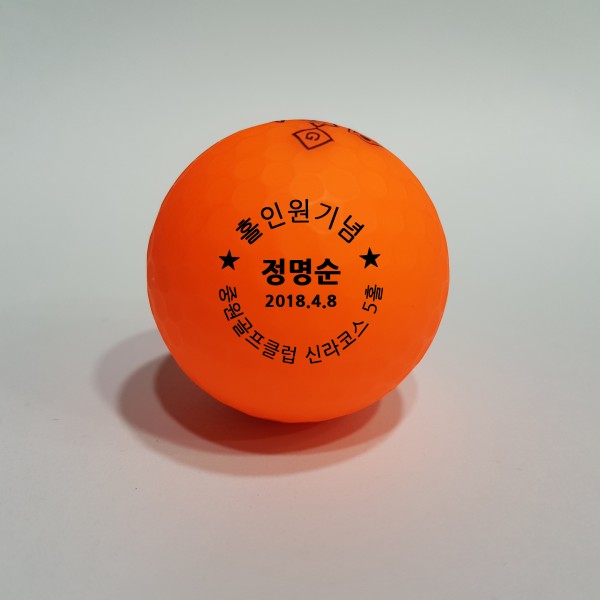 G
홀인원기념
★ 정명순 ★
2018.4.8
중원골프클럽 신라코스 5홀